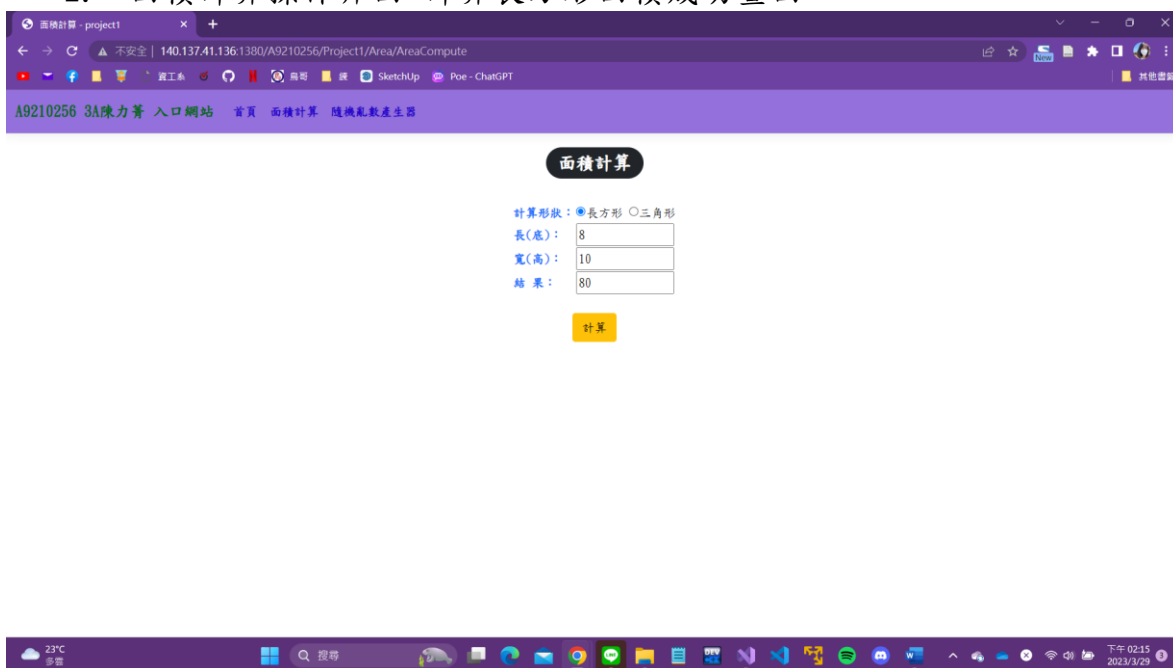 面積計算 - project1
不安全 | 140.137.41.136:1380/A9210256/Project1/Area/AreaCompute
New
資工系 鳥哥 SketchUp Poe - ChatGPT 其他書籤
A9210256 3A陳力菁 入口網站 首頁 面積計算 隨機亂數產生器
面積計算
計算形狀：長方形 三角形
長(底)： 8
寬(高)： 10
結 果： 80
計算
23°C
多雲
搜尋
下午 02:15
2023/3/29